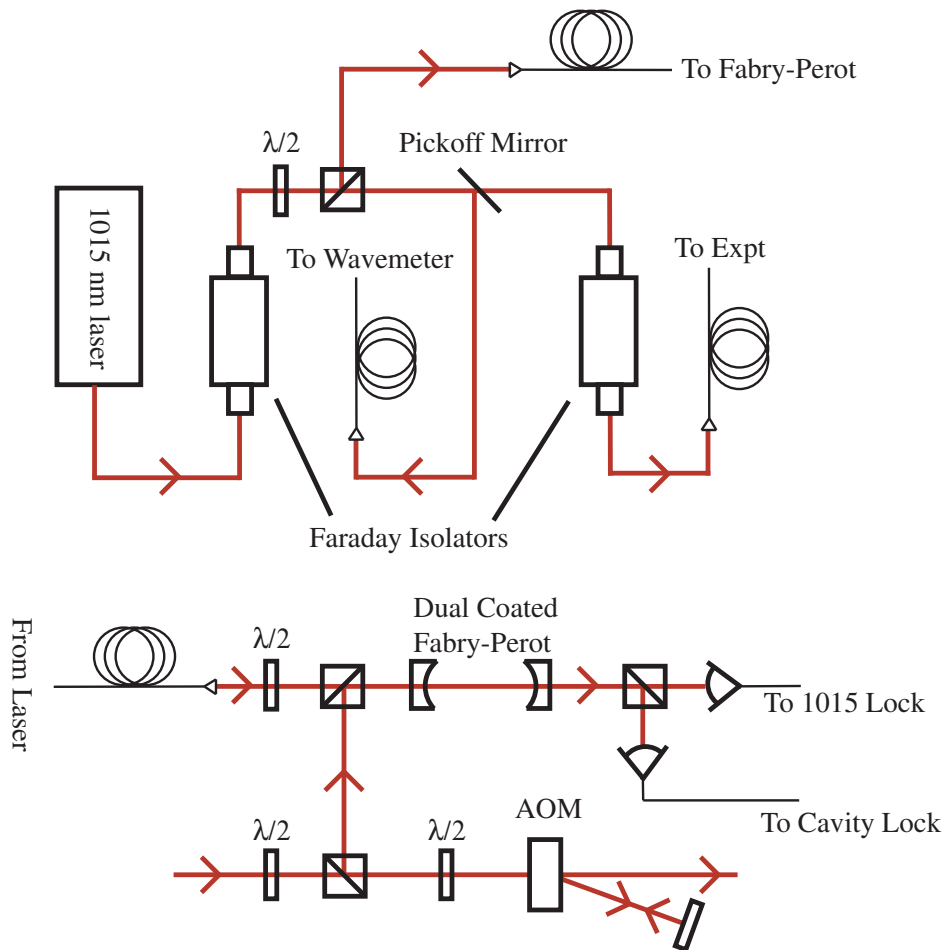 To Fabry-Perot
λ/2
Pickoff Mirror
1015 nm laser
To Wavemeter
To Expt
Faraday Isolators
From Laser
λ/2
Dual Coated
Fabry-Perot
To 1015 Lock
λ/2
λ/2
AOM
To Cavity Lock